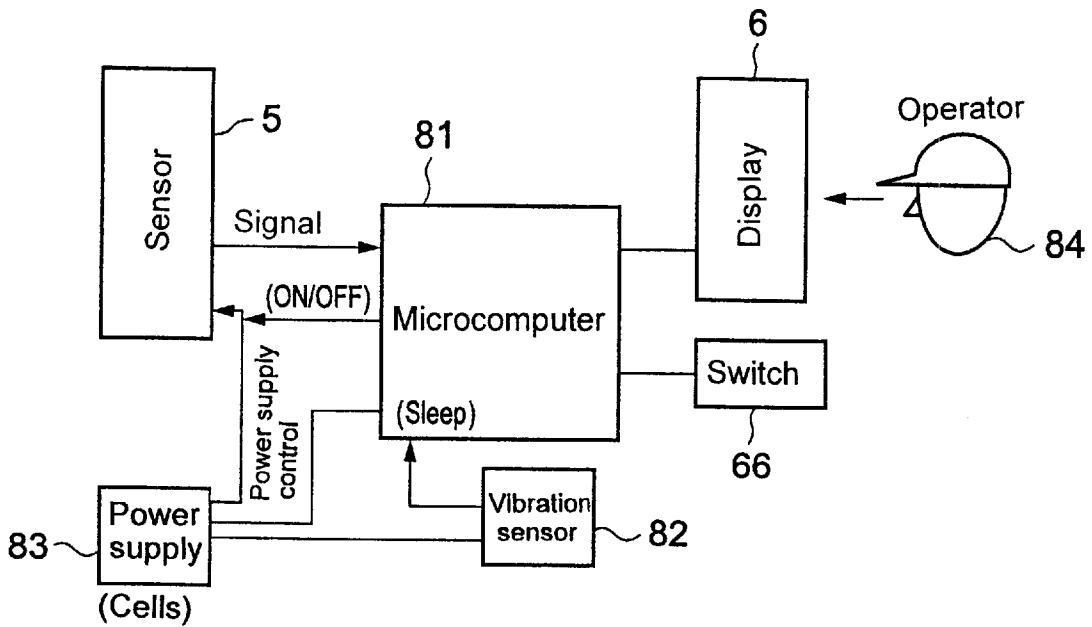 6
Operator
5
81
Sensor
Display
Signal
84
(ON/OFF)
Microcomputer
Power supply
control
Switch
(Sleep)
66
Power
supply
83
Vibration
sensor
82
(Cells)